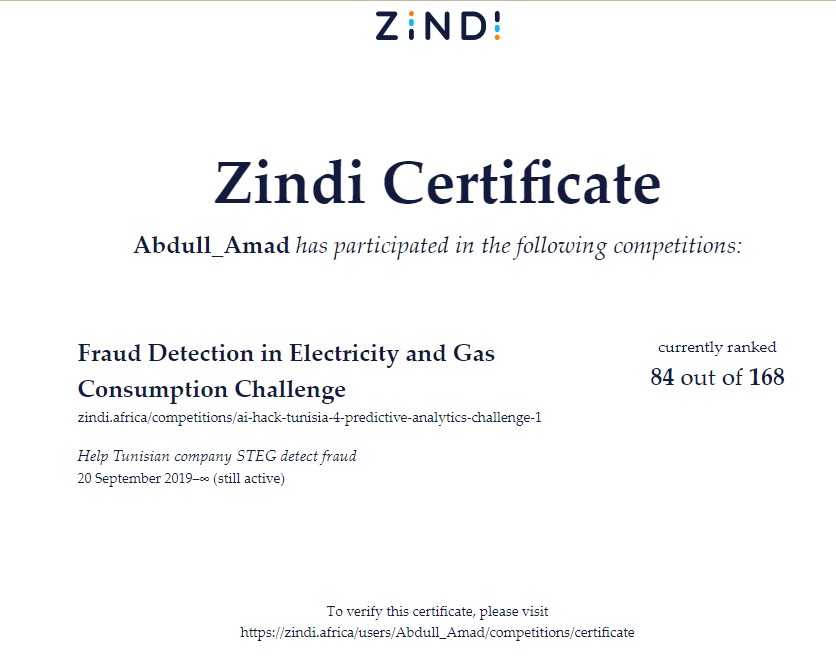 ZINDI
Zindi Certificate
Abdull_Amad has participated in the following competitions:
Fraud Detection in Electricity and Gas
Consumption Challenge
zindi.africa/competitions/ai-hack-tunisia-4-predictive-analytics-challenge-1
Help Tunisian company STEG detect fraud
20 September 2019–∞ (still active)
currently ranked
84 out of 168
To verify this certificate, please visit
https://zindi.africa/users/Abdull_Amad/competitions/certificate